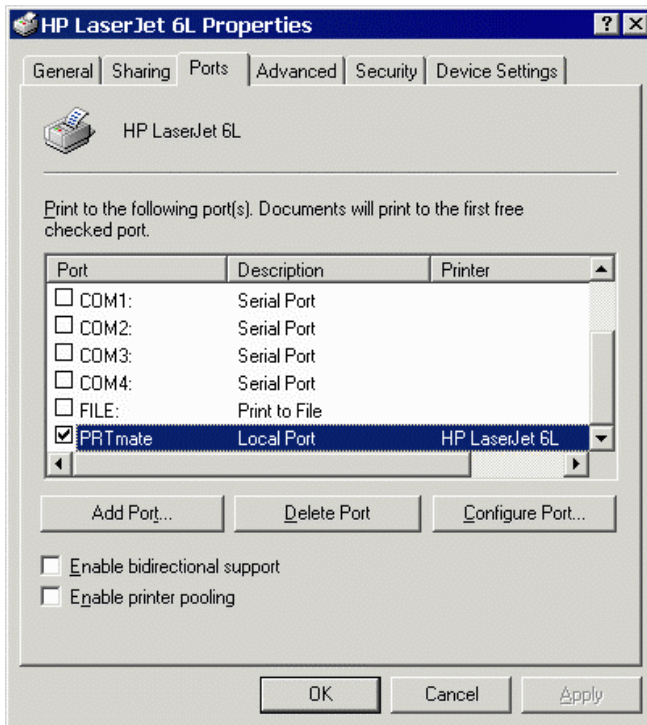 HP LaserJet 6L Properties
General Sharing Ports Advanced Security Device Settings
HP LaserJet 6L
Print to the following port(s). Documents will print to the first free
checked port.
Port Description Printer
COM1: Serial Port
COM2: Serial Port
COM3: Serial Port
COM4: Serial Port
FILE: Print to File
PRTmate Local Port HP LaserJet 6L
Add Port... Delete Port Configure Port...
Enable bidirectional support
Enable printer pooling
OK Cancel Apply